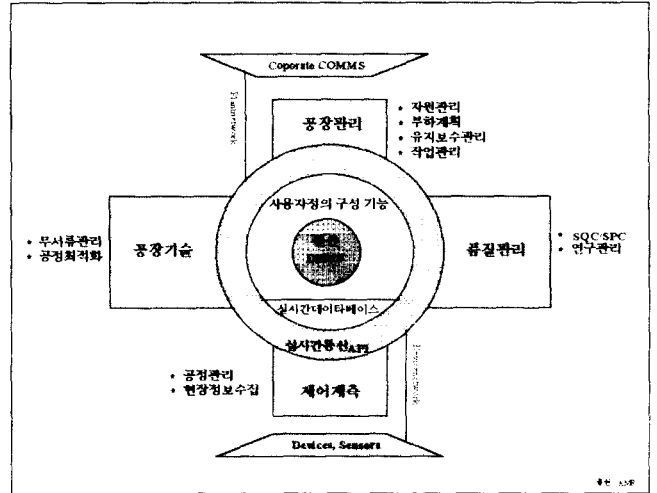 Coporate COMMS
공장관리
* 자원관리
* 부하계획
* 유지보수관리
* 작업관리
사용자정의 구성 기능
* 무서류관리
* 공정최적화
공장기술
품질관리
* SQC/SPC
* 연구관리
실시간데이타베이스
실시간통신API
* 공정관리
* 현장정보수집
제어계측
Devices, Sensors
AMR